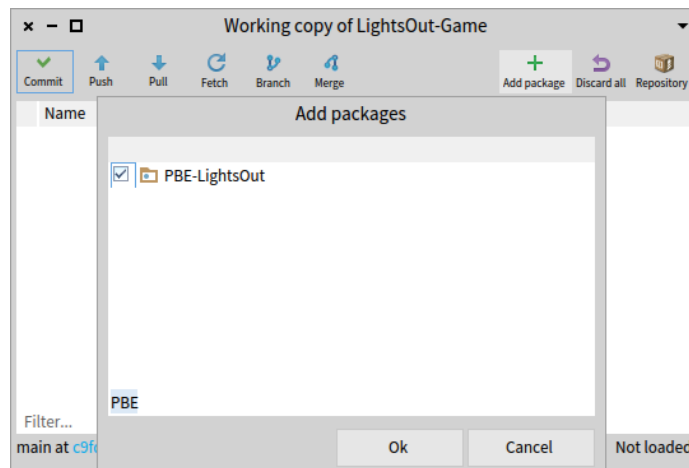 Working copy of LightsOut-Game
Commit Push Pull Fetch Branch Merge Add package Discard all Repository
Name
Add packages
PBE-LightsOut
PBE
Filter...
Ok Cancel
main at Not loaded